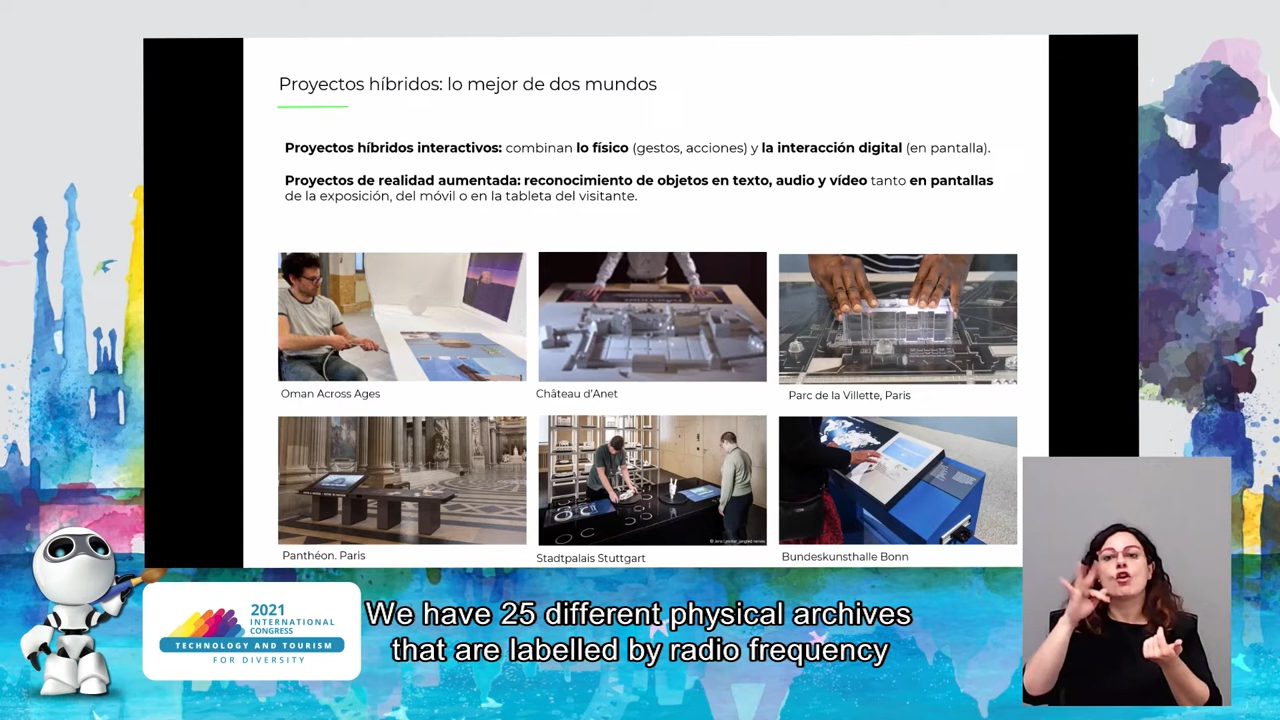 Proyectos híbridos: lo mejor de dos mundos
Proyectos híbridos interactivos: combinan lo físico (gestos, acciones) y la interacción digital (en pantalla).
Proyectos de realidad aumentada: reconocimiento de objetos en texto, audio y vídeo tanto en pantallas
de la exposición, del móvil o en la tableta del visitante.
Oman Across Ages
Château d'Anet
Parc de la Villette, Paris
Panthéon. Paris
Stadtpalais Stuttgart
Bundeskunsthalle Bonn
2021
INTERNATIONAL
CONGRESS
TECHNOLOGY AND TOURISM
FOR DIVERSITY
We have 25 different physical archives
that are labelled by radio frequency